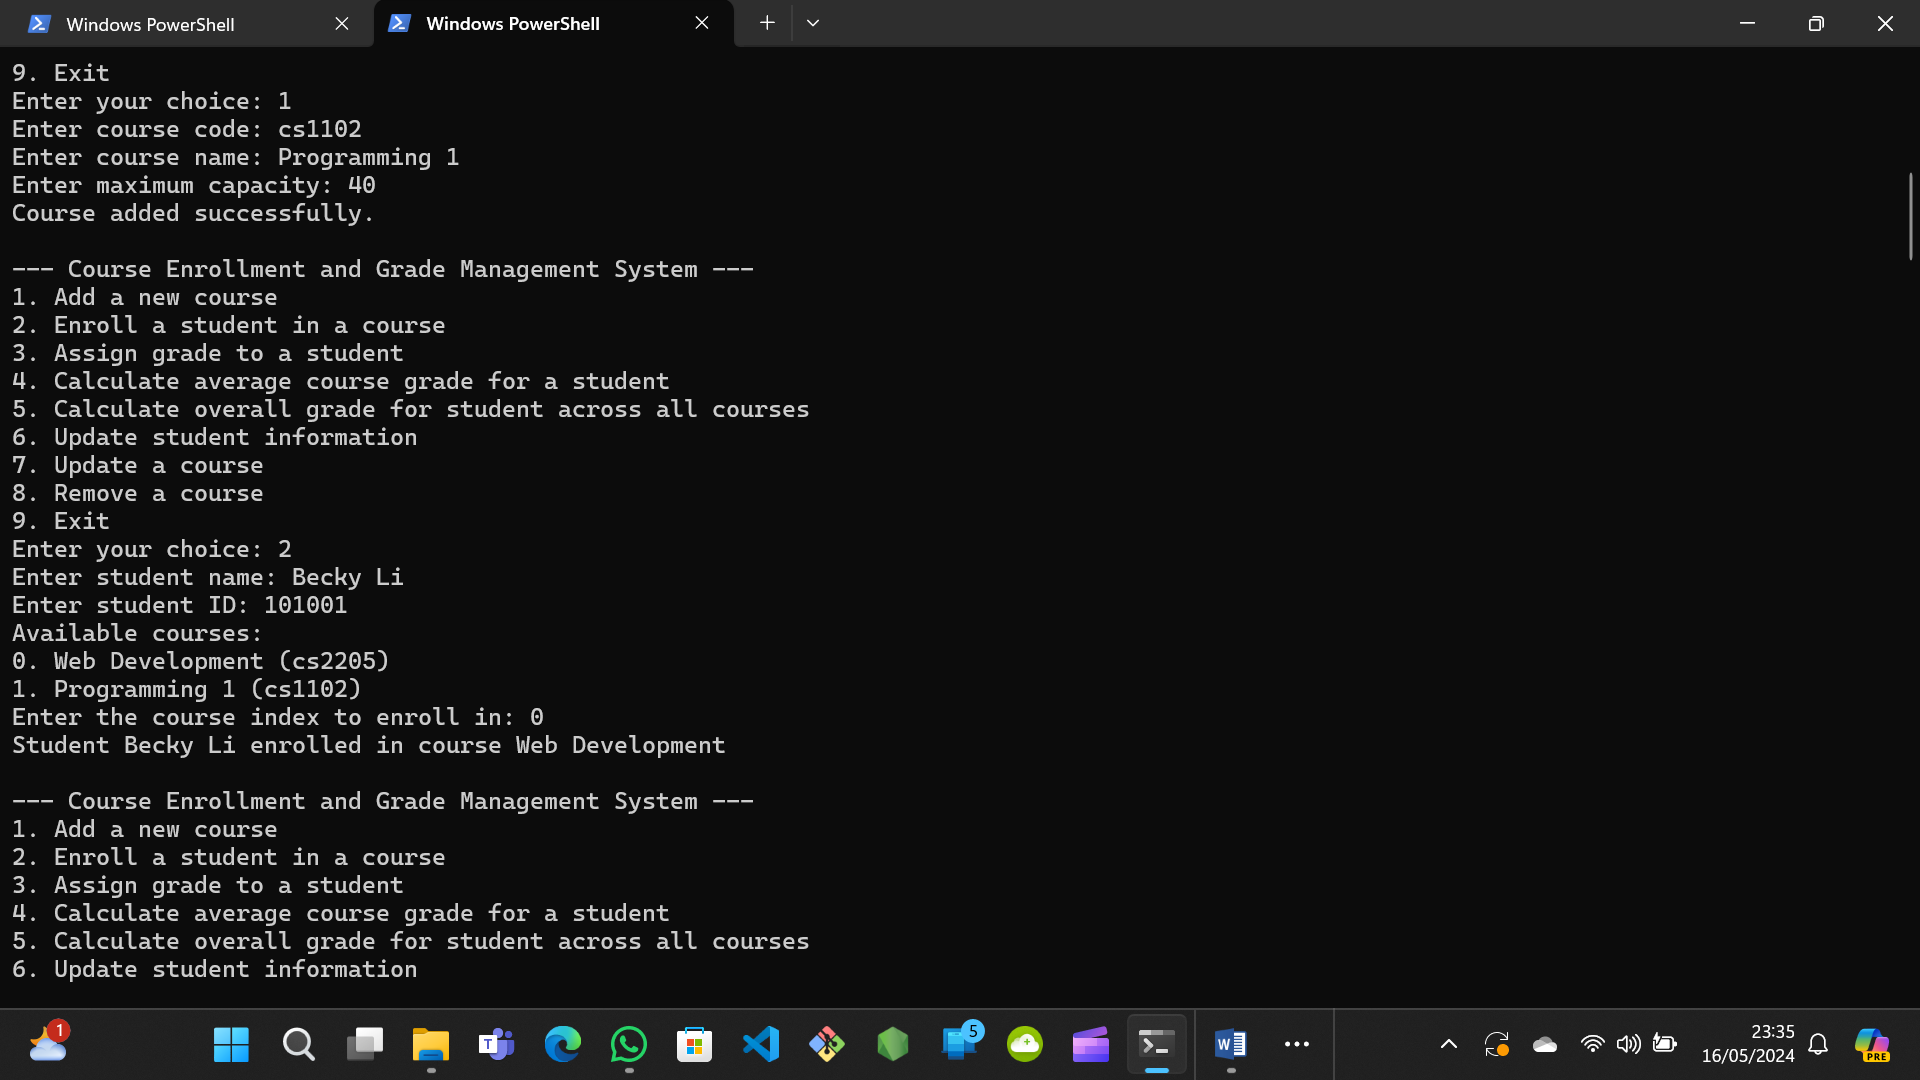 Windows PowerShell
Windows PowerShell
9. Exit
Enter your choice: 1
Enter course code: cs1102
Enter course name: Programming 1
Enter maximum capacity: 40
Course added successfully.
--- Course Enrollment and Grade Management System ---
1. Add a new course
2. Enroll a student in a course
3. Assign grade to a student
4. Calculate average course grade for a student
5. Calculate overall grade for student across all courses
6. Update student information
7. Update a course
8. Remove a course
9. Exit
Enter your choice: 2
Enter student name: Becky Li
Enter student ID: 101001
Available courses:
0. Web Development (cs2205)
1. Programming 1 (cs1102)
Enter the course index to enroll in: 0
Student Becky Li enrolled in course Web Development
--- Course Enrollment and Grade Management System ---
1. Add a new course
2. Enroll a student in a course
3. Assign grade to a student
4. Calculate average course grade for a student
5. Calculate overall grade for student across all courses
6. Update student information
1
T
5
W
23:35
16/05/2024
PRE